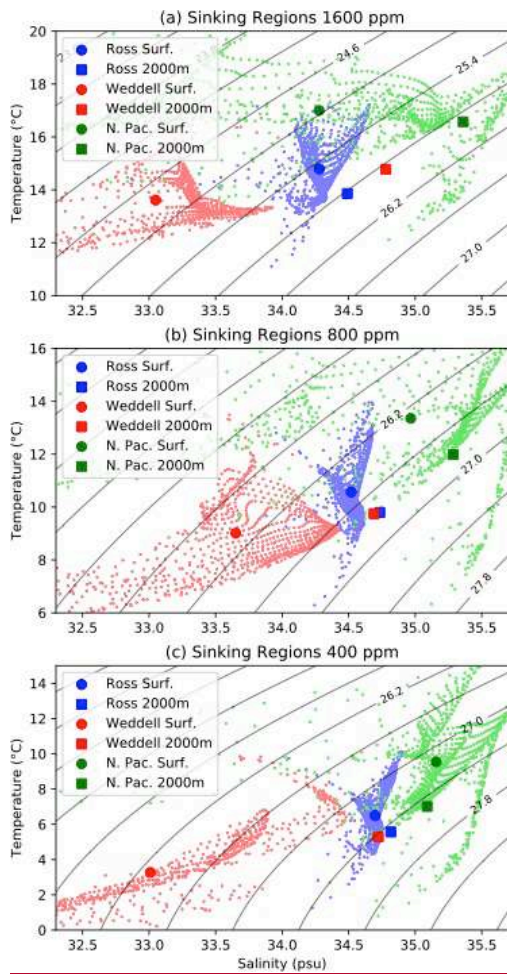 (a) Sinking Regions 1600 ppm
Temperature (°C)
20
18
16
14
12
10
Ross Surf.
Ross 2000m
Weddell Surf.
Weddell 2000m
N. Pac. Surf.
N. Pac. 2000m
24.6
25.4
26.2
27.0
32.5 33.0 33.5 34.0 34.5 35.0 35.5
(b) Sinking Regions 800 ppm
Temperature (°C)
16
14
12
10
8
6
Ross Surf.
Ross 2000m
Weddell Surf.
Weddell 2000m
N. Pac. Surf.
N. Pac. 2000m
26.2
27.0
27.8
32.5 33.0 33.5 34.0 34.5 35.0 35.5
(c) Sinking Regions 400 ppm
Temperature (°C)
14
12
10
8
6
4
2
0
Ross Surf.
Ross 2000m
Weddell Surf.
Weddell 2000m
N. Pac. Surf.
N. Pac. 2000m
26.2
27.0
27.8
32.5 33.0 33.5 34.0 34.5 35.0 35.5
Salinity (psu)